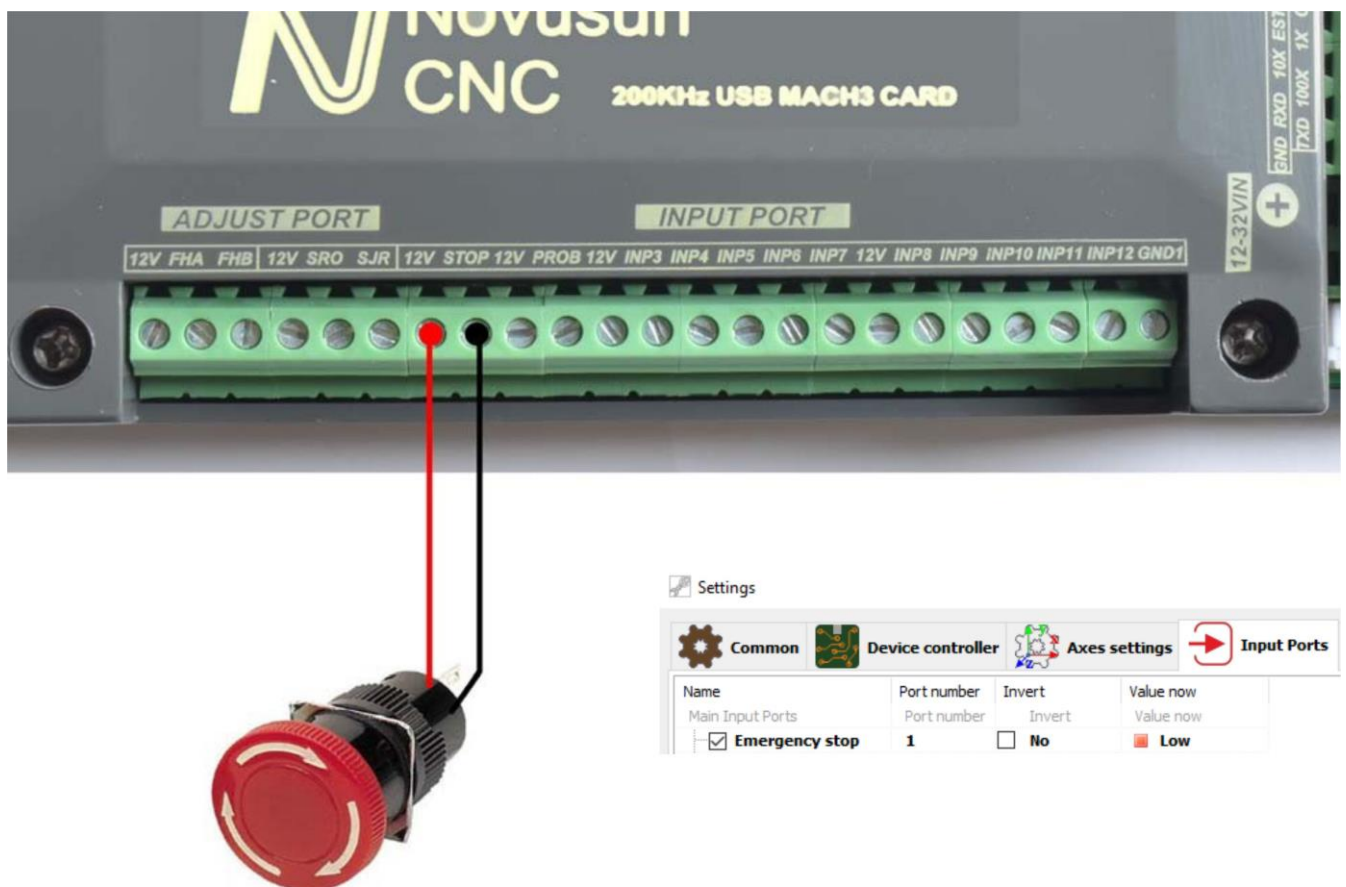 Novusun
CNC
200KHz USB MACH3 CARD
ADJUST PORT
INPUT PORT
12V FHA FHB 12V SRO SJR 12V STOP 12V PROB 12V INP3 INP4 INP5 INP6 INP7 12V INP8 INP9 INP10 INP11 INP12 GND1
12-32VIN
GND RXD 10X EST
TXD 100X 1X
Settings
Common Device controller Axes settings Input Ports
Name Port number Invert Value now
Main Input Ports Port number Invert Value now
Emergency stop 1 No Low